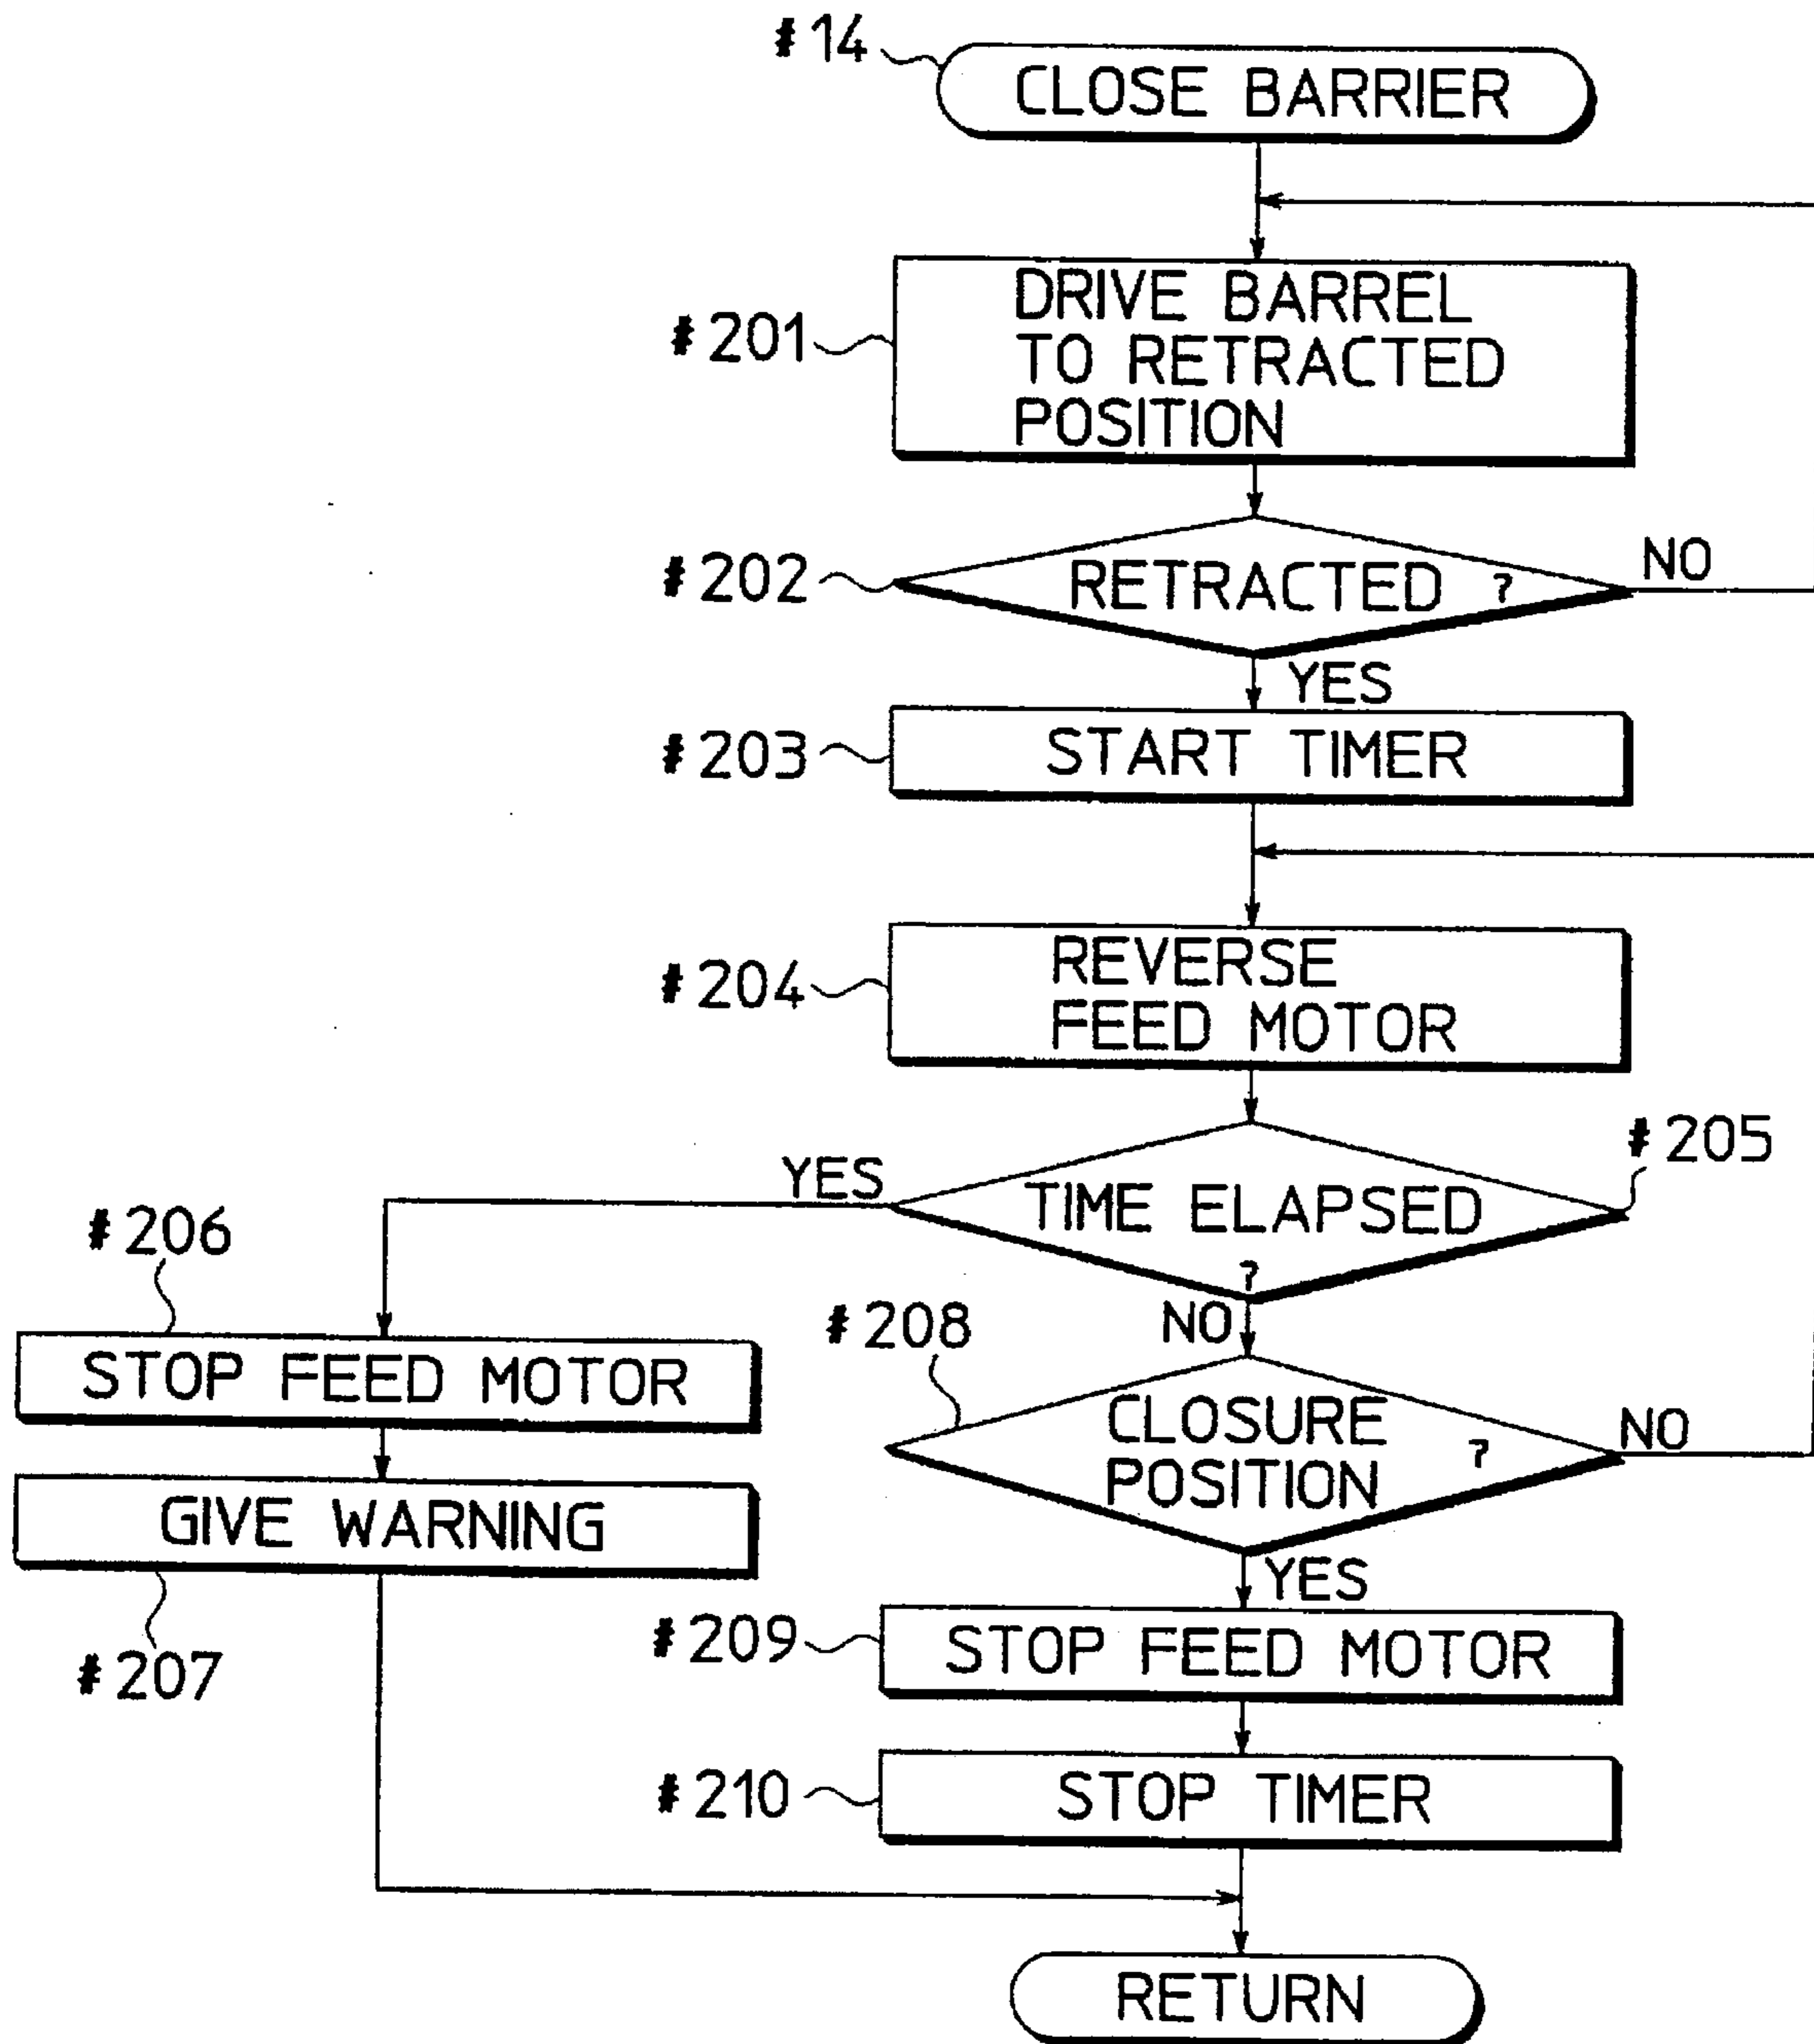 #14
CLOSE BARRIER
#201
DRIVE BARREL
TO RETRACTED
POSITION
#202
RETRACTED ?
NO
YES
#203
START TIMER
#204
REVERSE
FEED MOTOR
#205
YES
TIME ELAPSED
?
NO
#206
STOP FEED MOTOR
#208
CLOSURE
POSITION ?
NO
GIVE WARNING
#207
YES
#209
STOP FEED MOTOR
#210
STOP TIMER
RETURN